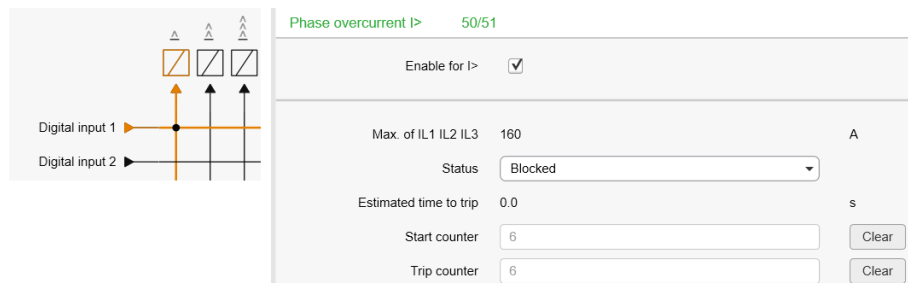 Phase overcurrent I> 50/51
Enable for I>
Digital input 1
Digital input 2
Max. of IL1 IL2 IL3 160 A
Status Blocked
Estimated time to trip 0.0 s
Start counter 6 Clear
Trip counter 6 Clear